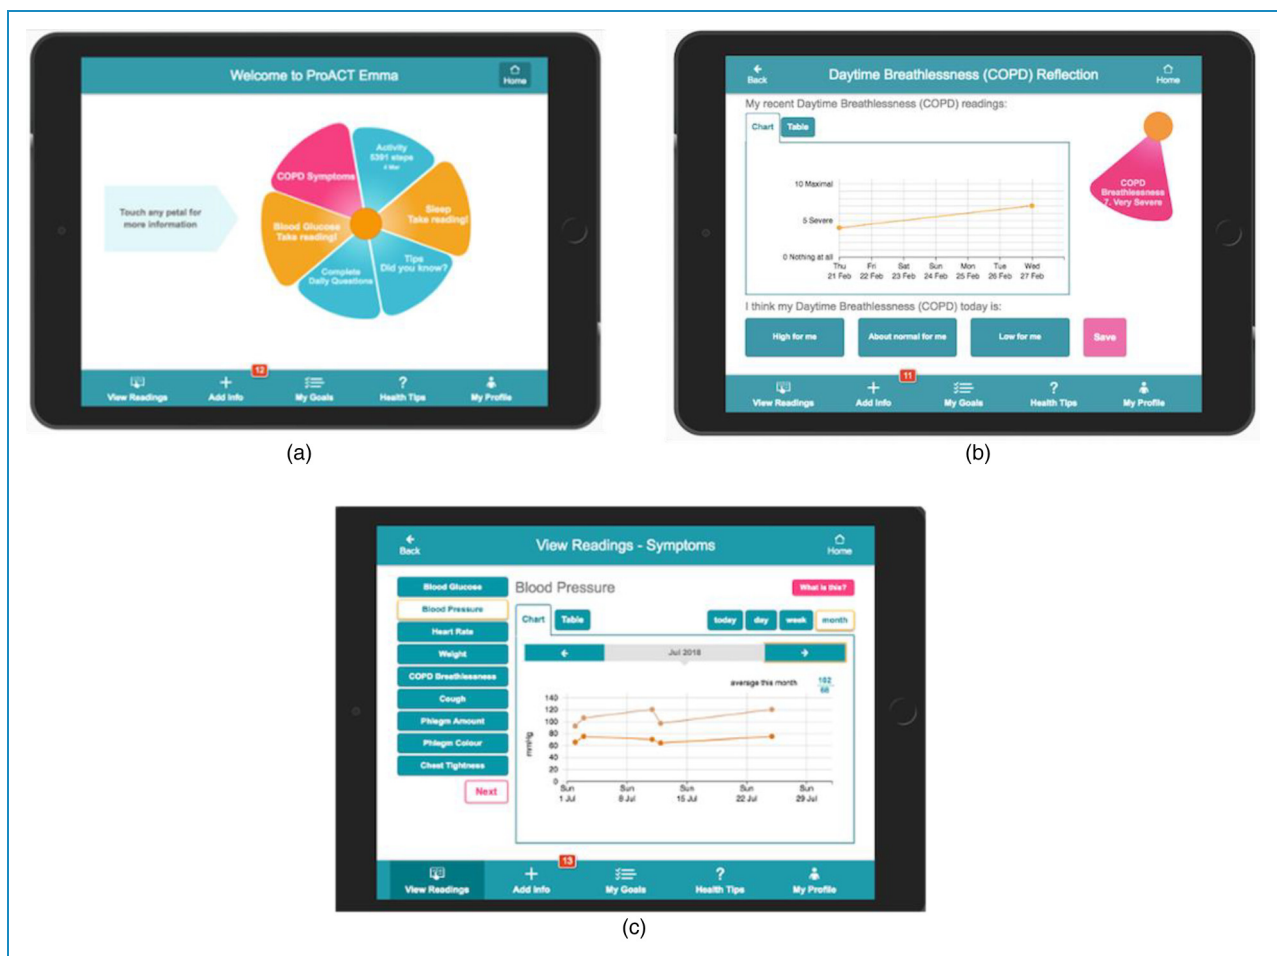 Welcome to ProACT Emma
Home
Touch any petal for
more information
COPD Symptoms
Activity
5391 steps
Sleep
Take reading!
Blood Glucose
Take reading!
Complete
Daily Questions
Tips
Did you know?
12
View Readings
Add Info
My Goals
Health Tips
My Profile
(a)
Back
Daytime Breathlessness (COPD) Reflection
Home
My recent Daytime Breathlessness (COPD) readings:
Chart
Table
10 Maximal
5 Severe
0 Nothing at all
Thu Fri Sat Sun Mon Tue Wed
21 Feb 22 Feb 23 Feb 24 Feb 25 Feb 26 Feb 27 Feb
COPD
Breathlessness
7. Very Severe
I think my Daytime Breathlessness (COPD) today is:
High for me
About normal for me
Low for me
Save
11
View Readings
Add Info
My Goals
Health Tips
My Profile
(b)
Back
View Readings - Symptoms
Home
Blood Glucose
Blood Pressure
Heart Rate
Weight
COPD Breathlessness
Cough
Phlegm Amount
Phlegm Colour
Chest Tightness
Next
Blood Pressure
What is this?
Chart
Table
today
day
week
month
Jul 2018
average this month
102
68
mmHg
140
120
100
80
60
40
20
0
Sun Sun Sun Sun Sun
1 Jul 8 Jul 15 Jul 22 Jul 29 Jul
13
View Readings
Add Info
My Goals
Health Tips
My Profile
(c)